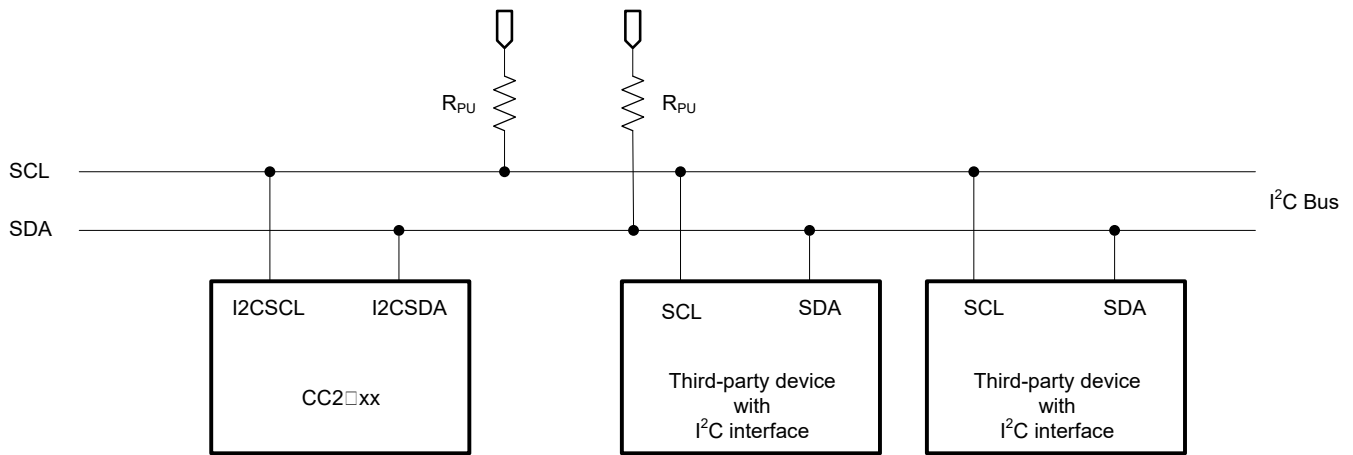 R_PU
R_PU
SCL
I²C Bus
SDA
I2CSCL
I2CSDA
SCL
SDA
SCL
SDA
CC2□xx
Third-party device
with
I²C interface
Third-party device
with
I²C interface